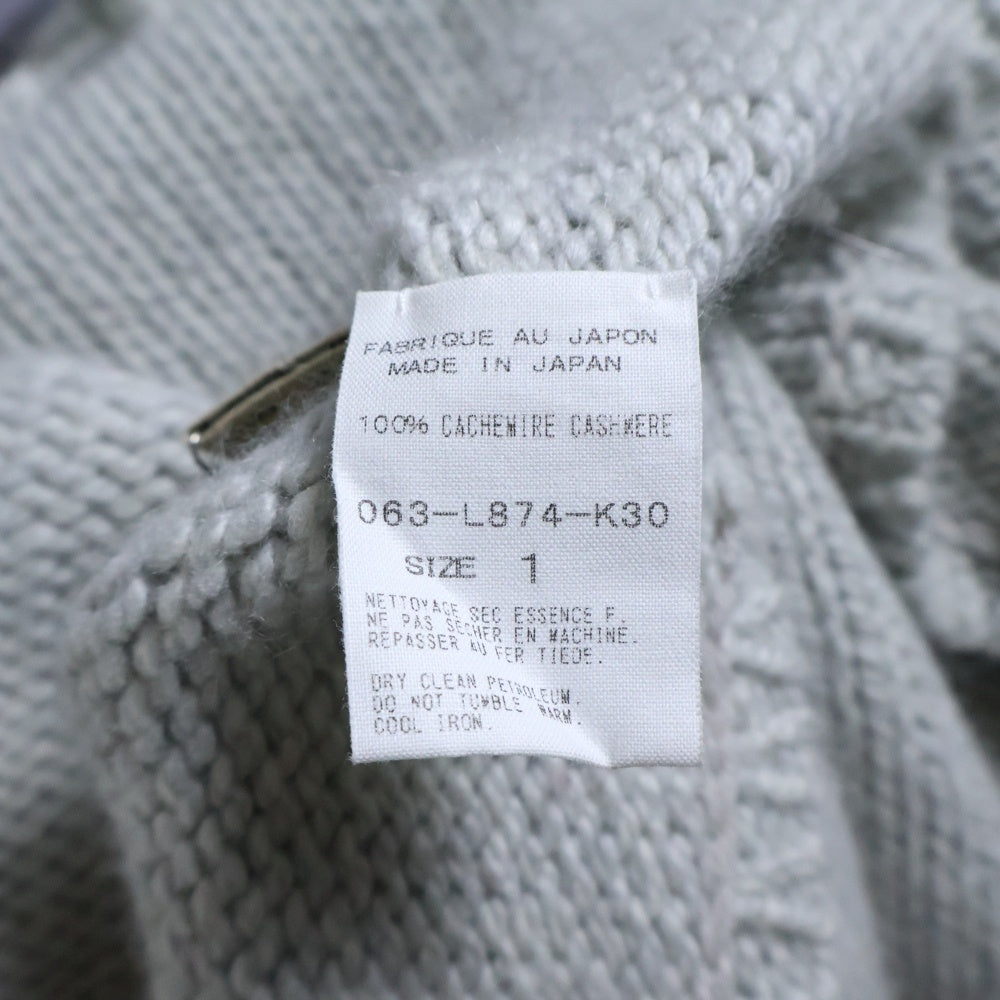 FABRIQUE AU JAPON
MADE IN JAPAN
100% CACHEMIRE CASHMERE
063-L874-K30
SIZE 1
NETTOYAGE SEC ESSENCE F.
NE PAS SECHER EN MACHINE.
REPASSER AU FER TIEDE.
DRY CLEAN PETROLEUM.
DO NOT TUMBLE WARM.
COOL IRON.